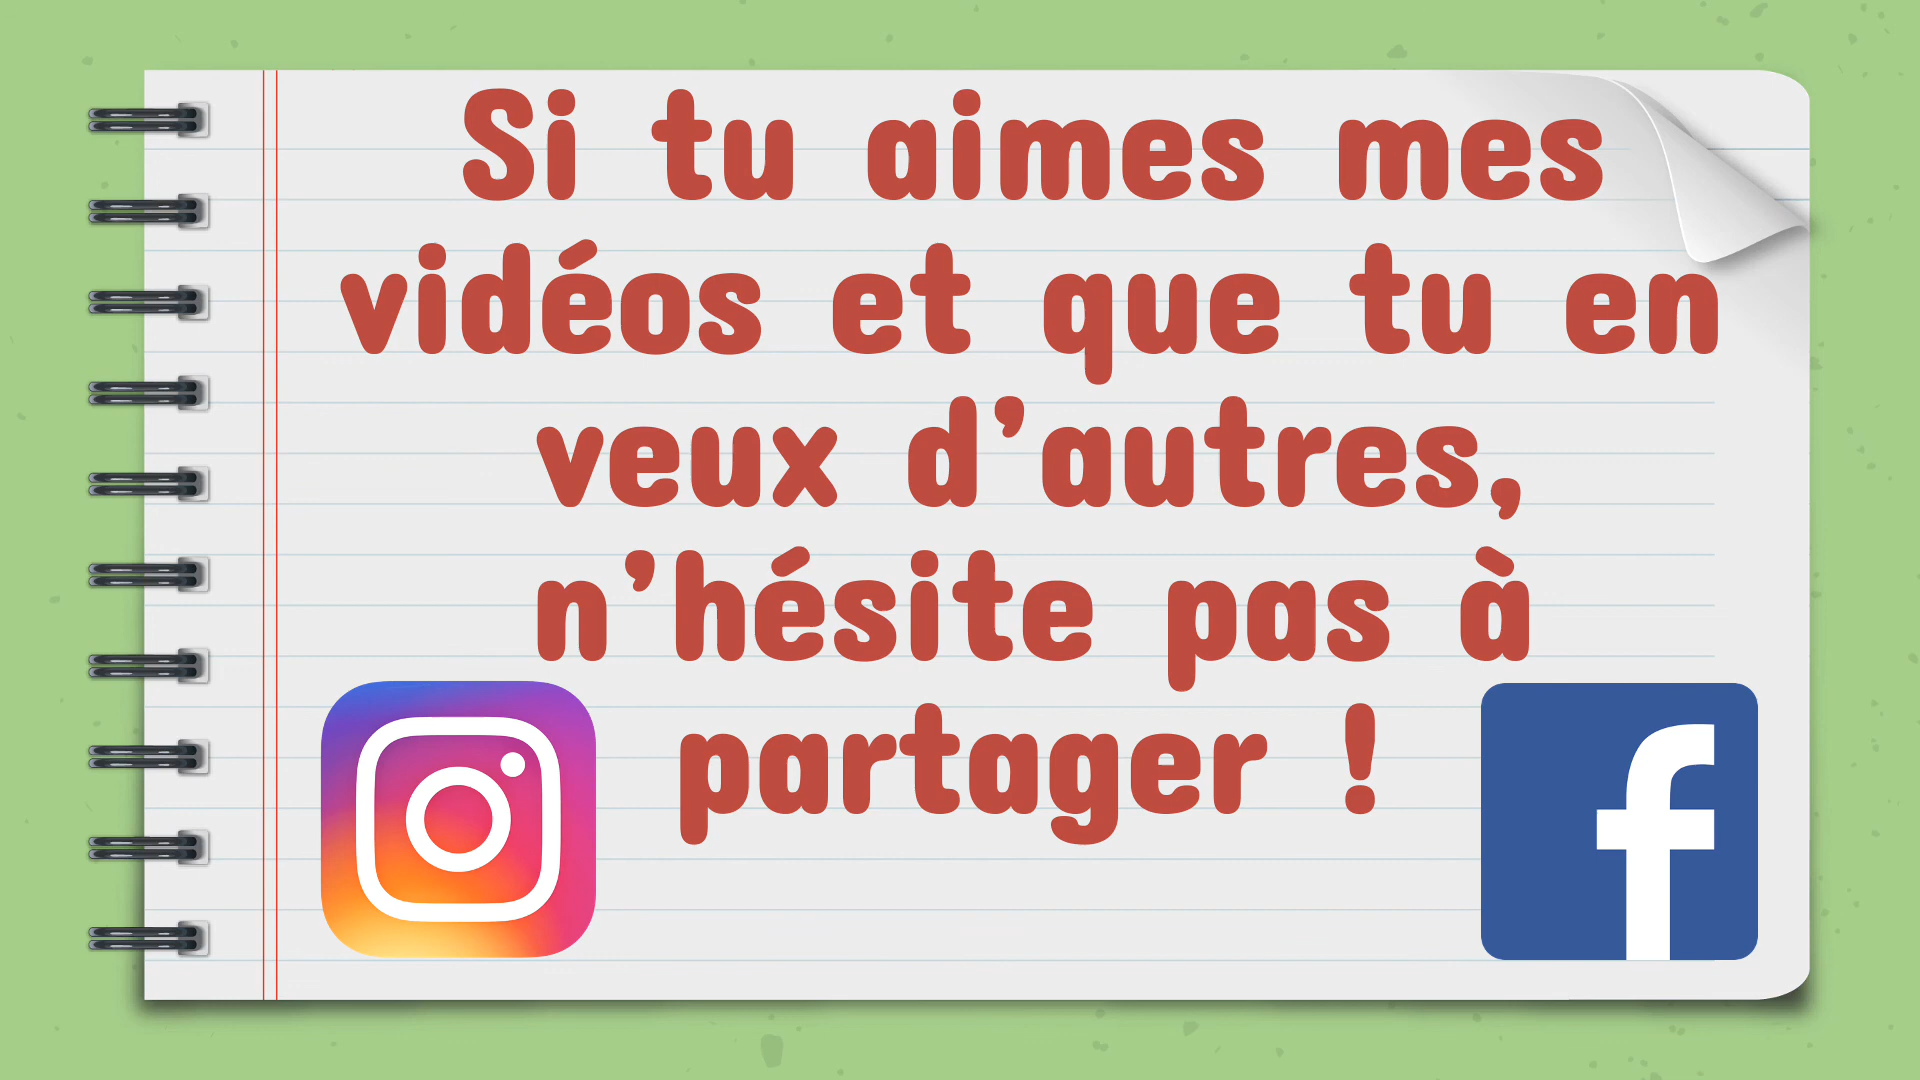 Si tu aimes mes
vidéos et que tu en
veux d’autres,
n’hésite pas à
partager !